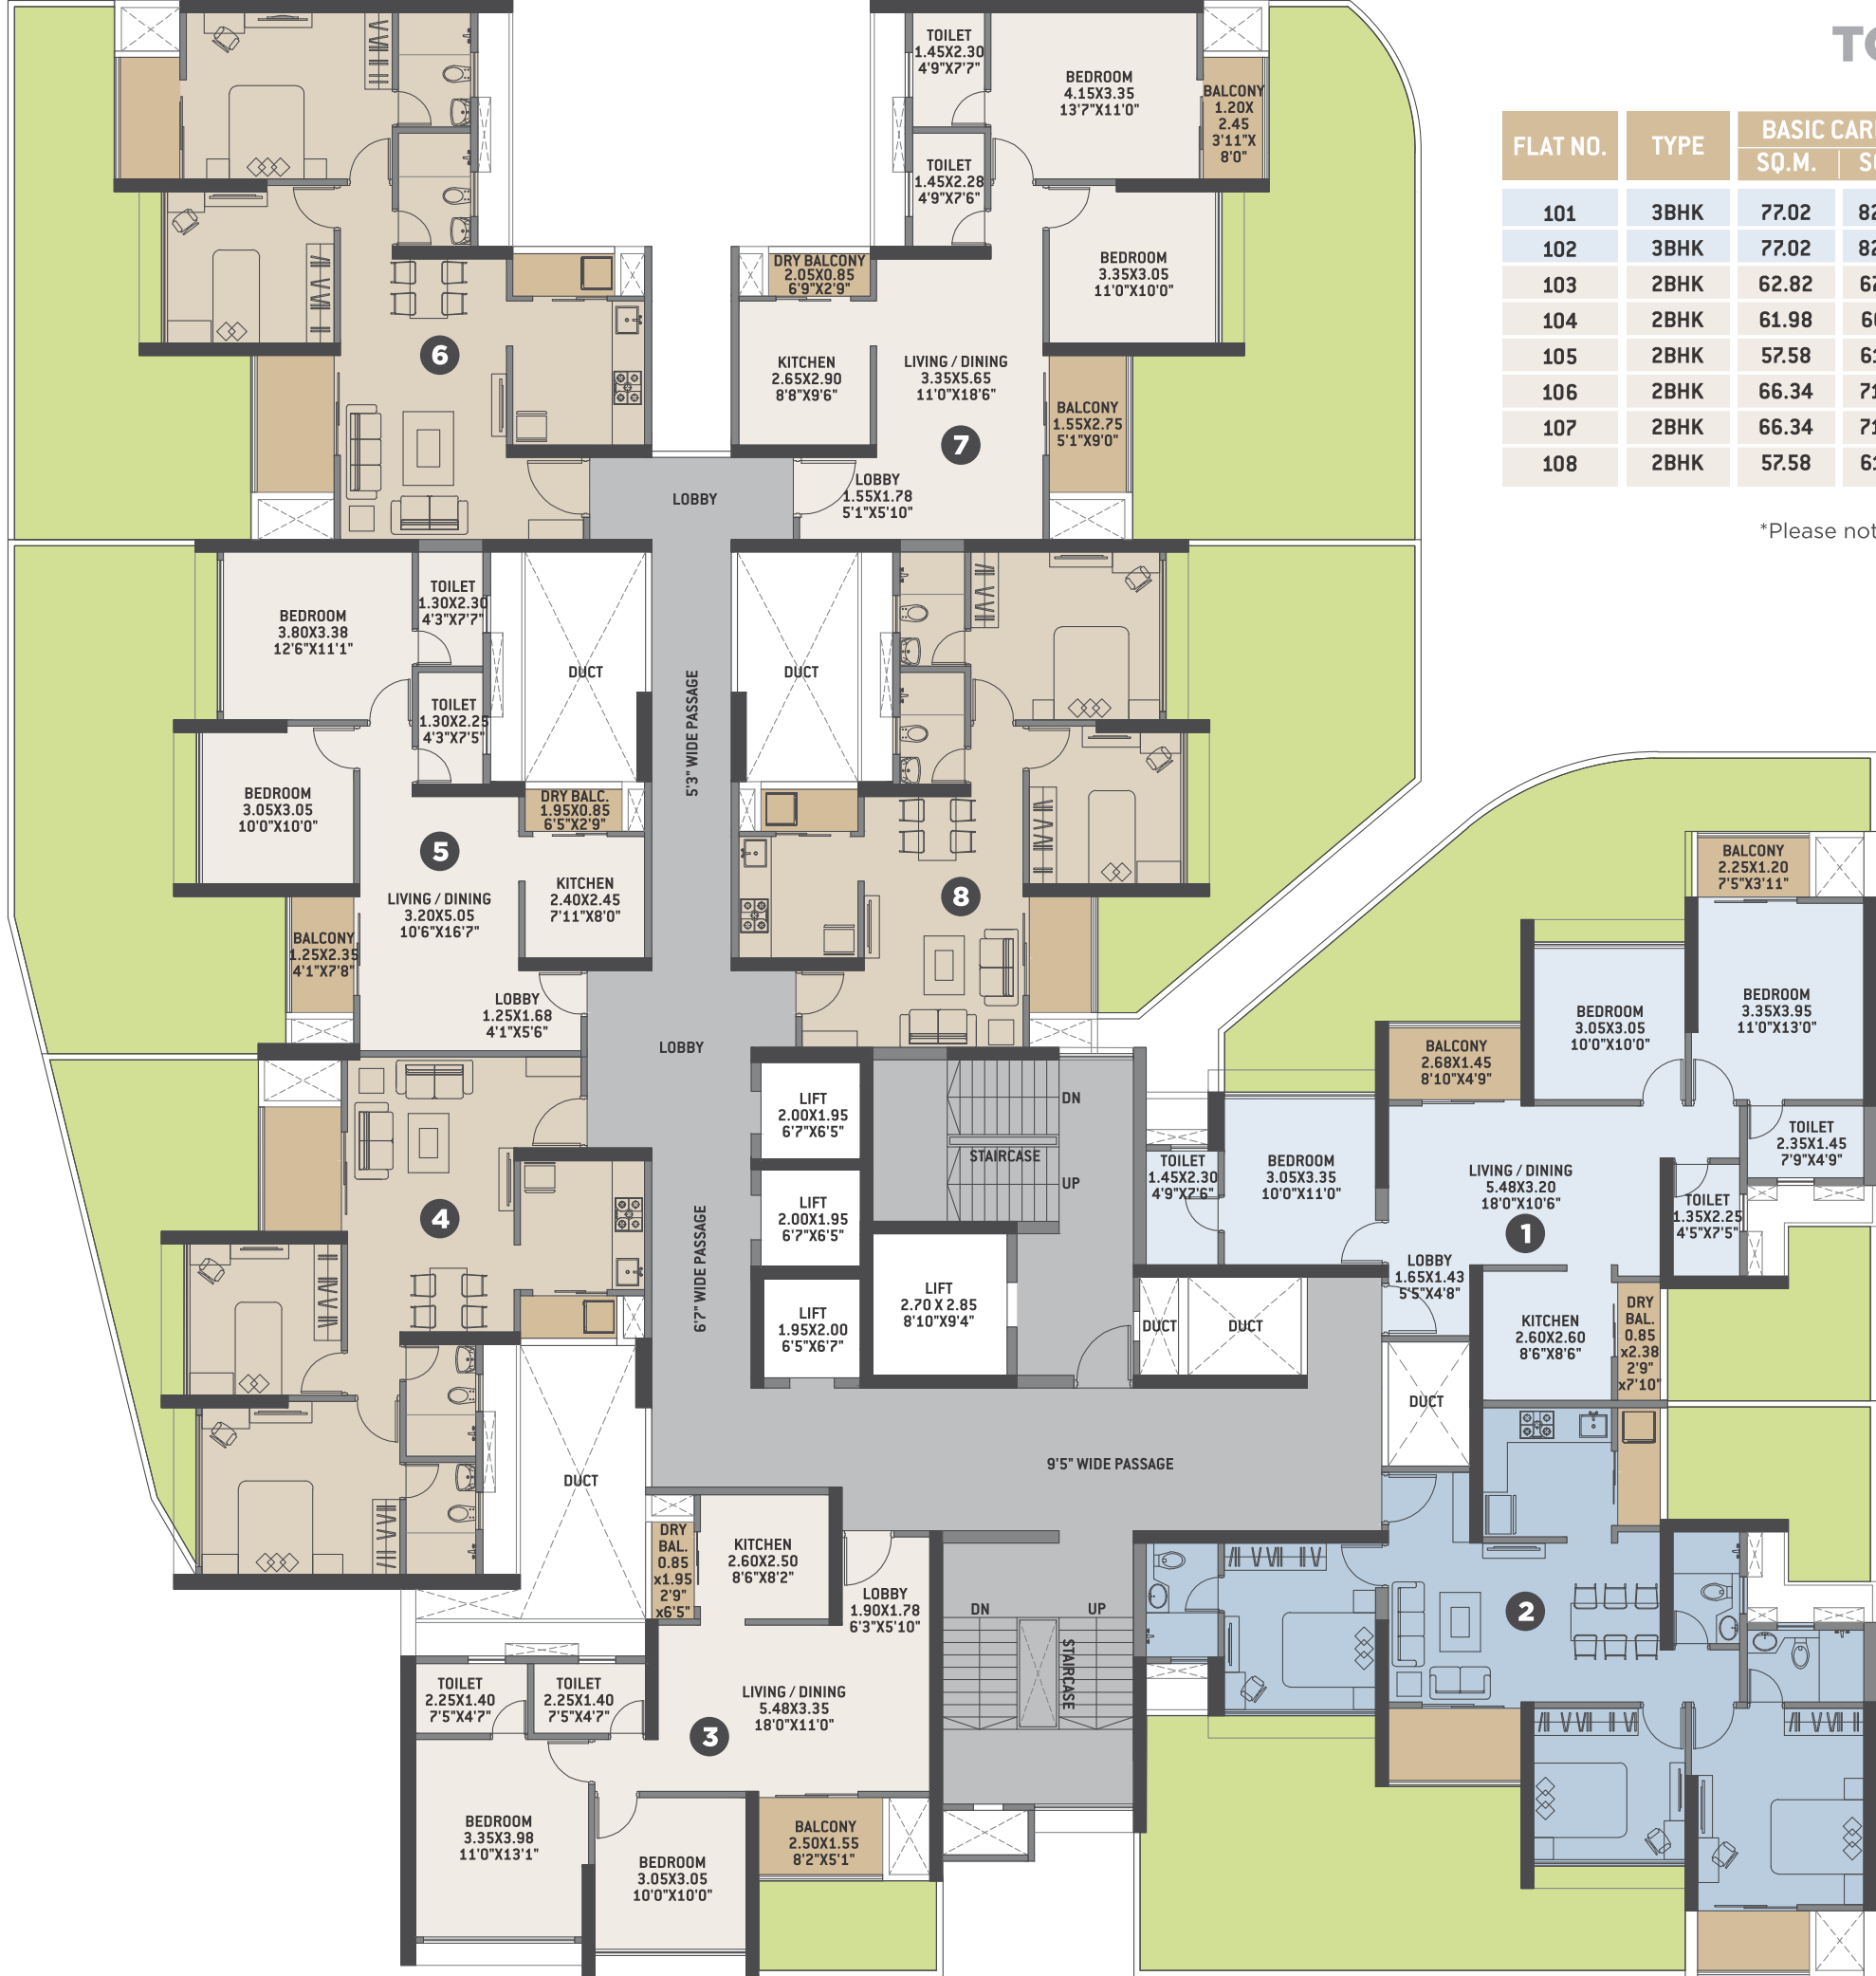 TO
FLAT NO. TYPE BASIC CAR
SQ.M. S
101 3BHK 77.02 82
102 3BHK 77.02 82
103 2BHK 62.82 62
104 2BHK 61.98 6
105 2BHK 57.58 61
106 2BHK 66.34 71
107 2BHK 66.34 71
108 2BHK 57.58 61
*Please not
TOILET
1.45X2.30
4'9"X7'7"
BEDROOM
4.15X3.35
13'7"X11'0"
BALCONY
1.20X
2.45
3'11"X
8'0"
TOILET
1.45X2.28
4'9"X7'6"
DRY BALCONY
2.05X0.85
6'9"X2'9"
BEDROOM
3.35X3.05
11'0"X10'0"
6
KITCHEN
2.65X2.90
8'8"X9'6"
LIVING / DINING
3.35X5.65
11'0"X18'6"
BALCONY
1.55X2.75
5'1"X9'0"
7
LOBBY
LOBBY
1.55X1.78
5'1"X5'10"
BEDROOM
3.80X3.38
12'6"X11'1"
TOILET
1.30X2.30
4'3"X7'7"
DUCT
DUCT
TOILET
1.30X2.25
4'3"X7'5"
5'3" WIDE PASSAGE
BEDROOM
3.05X3.05
10'0"X10'0"
DRY BALC.
1.95X0.85
6'5"X2'9"
5
LIVING / DINING
3.20X5.05
10'6"X16'7"
KITCHEN
2.40X2.45
7'11"X8'0"
8
BALCONY
1.25X2.35
4'1"X7'8"
LOBBY
1.25X1.68
4'1"X5'6"
LOBBY
BALCONY
2.25X1.20
7'5"X3'11"
BEDROOM
3.05X3.05
10'0"X10'0"
BEDROOM
3.35X3.95
11'0"X13'0"
BALCONY
2.68X1.45
8'10"X4'9"
LIFT
2.00X1.95
6'7"X6'5"
DN
STAIRCASE
UP
TOILET
1.45X2.30
4'9"X7'6"
BEDROOM
3.05X3.35
10'0"X11'0"
LIVING / DINING
5.48X3.20
18'0"X10'6"
TOILET
2.35X1.45
7'9"X4'9"
TOILET
1.35X2.25
4'5"X7'5"
1
4
LIFT
2.00X1.95
6'7"X6'5"
6'7" WIDE PASSAGE
LIFT
1.95X2.00
6'5"X6'7"
LIFT
2.70 X 2.85
8'10"X9'4"
DUCT
DUCT
LOBBY
1.65X1.43
5'5"X4'8"
KITCHEN
2.60X2.60
8'6"X8'6"
DRY
BAL.
0.85
x2.38
2'9"
x7'10"
DUCT
DUCT
9'5" WIDE PASSAGE
DRY
BAL.
0.85
x1.95
2'9"
x6'5"
KITCHEN
2.60X2.50
8'6"X8'2"
LOBBY
1.90X1.78
6'3"X5'10"
DN
UP
STAIRCASE
2
TOILET
2.25X1.40
7'5"X4'7"
TOILET
2.25X1.40
7'5"X4'7"
LIVING / DINING
5.48X3.35
18'0"X11'0"
3
BEDROOM
3.35X3.98
11'0"X13'1"
BEDROOM
3.05X3.05
10'0"X10'0"
BALCONY
2.50X1.55
8'2"X5'1"